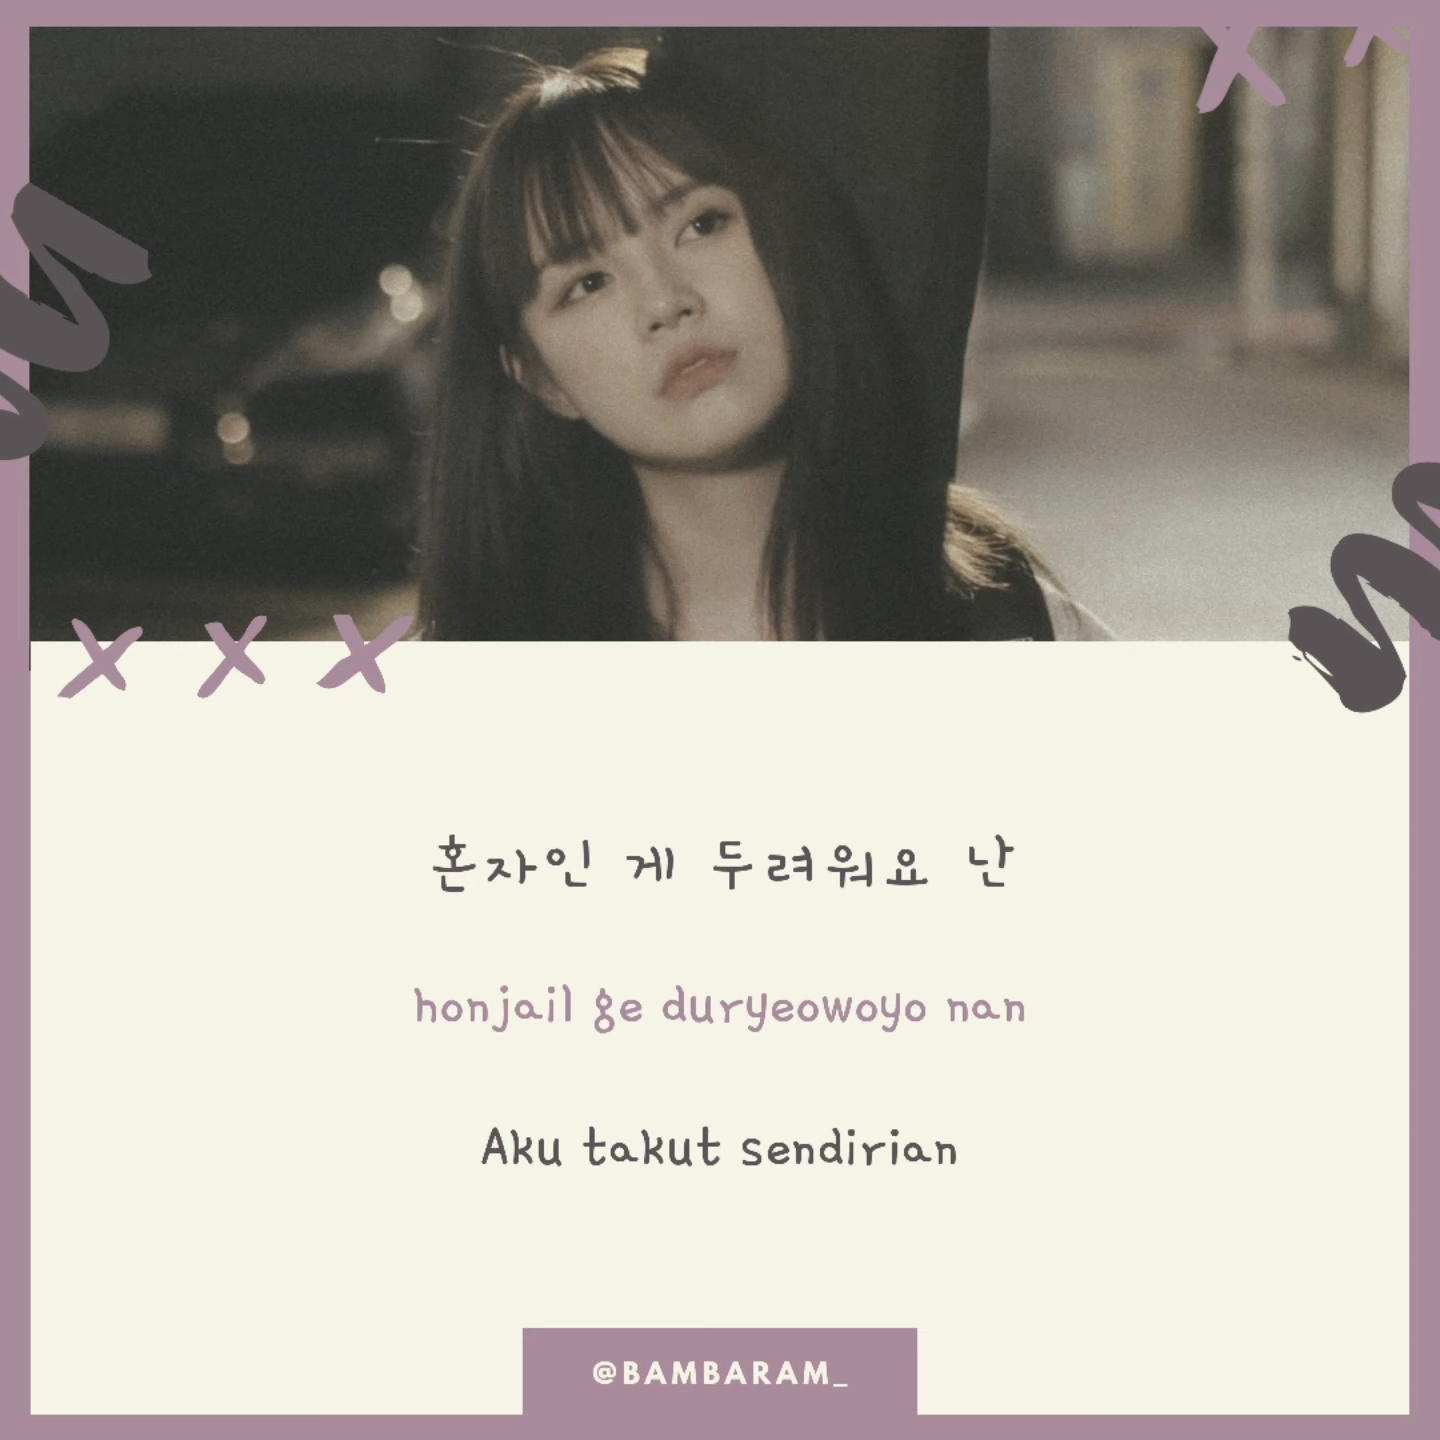 혼자인 게 두려워요 난
honjail ge duryeowoyo nan
Aku takut sendirian
@BAMBARAM_